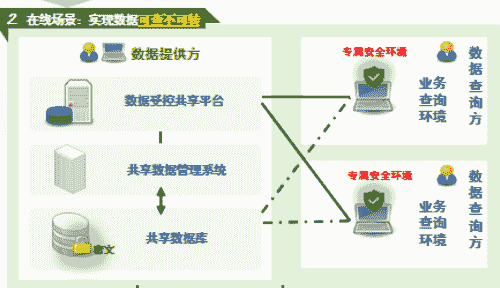 2 在线场景：实现数据可查不可转
数据提供方
数据受控共享平台
共享数据管理系统
共享数据库
密文
专属安全环境
业务
查询
环境
数据查询方
专属安全环境
业务
查询
环境
数据查询方